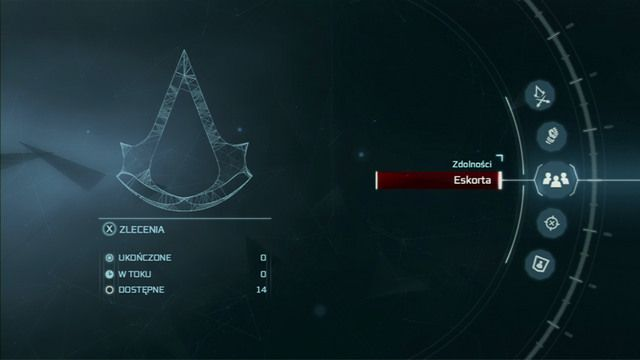 Zdolności
Eskorta
X ZLECENIA
UKOŃCZONE 0
W TOKU 0
DOSTĘPNE 14